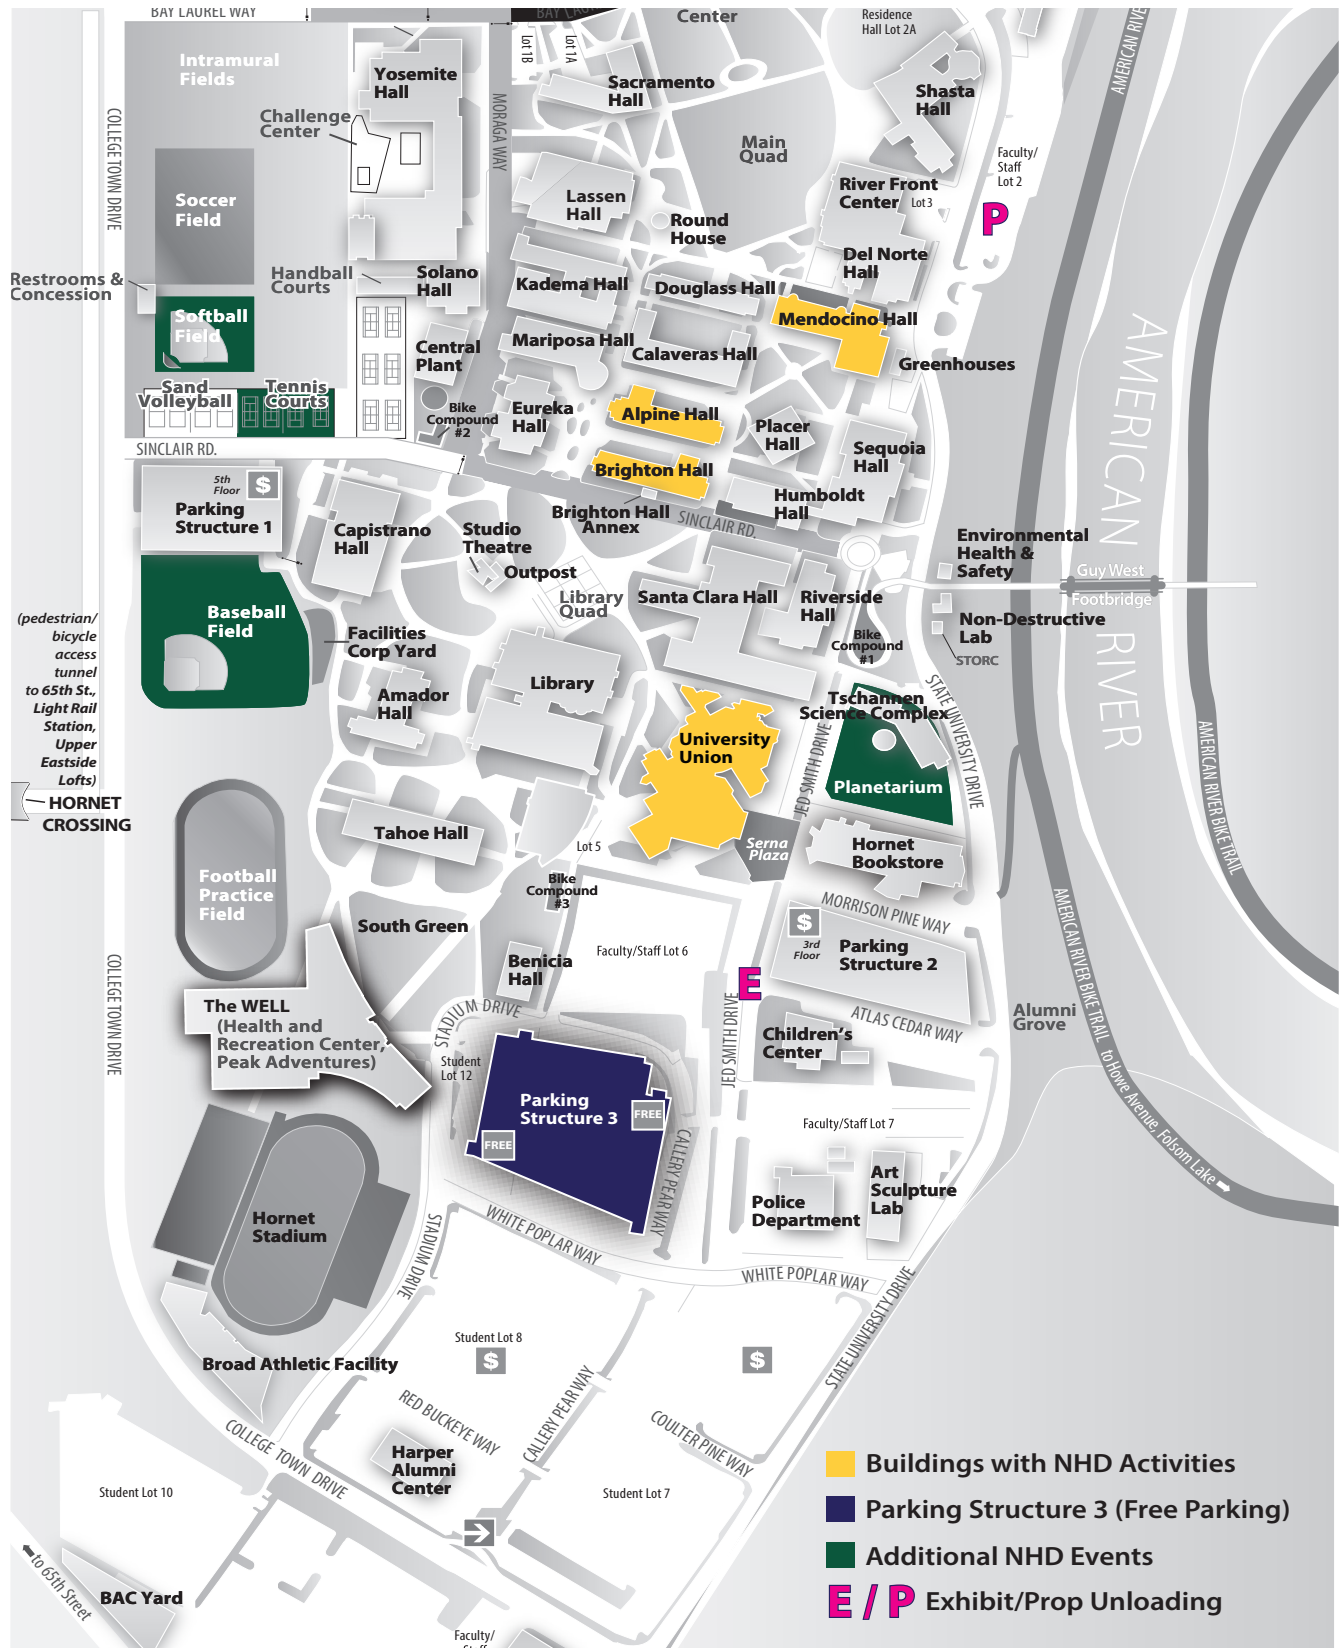 BAY LAUREL WAY
BAY LAU
Center
Residence
Hall Lot 2A
AMERICAN RIVE
Intramural
Fields
Yosemite
Hall
Lot 1B
Lot 1A
Sacramento
Hall
Shasta
Hall
COLLEGE TOWN DRIVE
Challenge
Center
MORAGA WAY
Main
Quad
Faculty/
Staff
Lot 2
Soccer
Field
Lassen
Hall
Round
House
River Front
Center
Lot 3
P
Restrooms &
Concession
Handball
Courts
Solano
Hall
Kadema Hall
Douglass Hall
Del Norte
Hall
Softball
Field
Mendocino Hall
AMERICAN RIVER
Central
Plant
Mariposa Hall
Calaveras Hall
Greenhouses
Sand
Volleyball
Tennis
Courts
Bike
Compound
#2
Eureka
Hall
Alpine Hall
Placer
Hall
Sequoia
Hall
SINCLAIR RD.
5th
Floor
$
Parking
Structure 1
Brighton Hall
Humboldt
Hall
Capistrano
Hall
Studio
Theatre
Brighton Hall
Annex
SINCLAIR RD.
Environmental
Health &
Safety
Outpost
Library
Quad
Santa Clara Hall
Riverside
Hall
Guy West
Footbridge
(pedestrian/
bicycle
access
tunnel
to 65th St.,
Light Rail
Station,
Upper
Eastside
Lofts)
Baseball
Field
Facilities
Corp Yard
Bike
Compound
#1
Non-Destructive
Lab
STORC
Amador
Hall
Library
Tschannen
Science Complex
STATE UNIVERSITY DRIVE
University
Union
JED SMITH DRIVE
Planetarium
AMERICAN RIVER BIKE TRAIL
HORNET
CROSSING
Tahoe Hall
Lot 5
Serna
Plaza
Hornet
Bookstore
Football
Practice
Field
Bike
Compound
#3
MORRISON PINE WAY
South Green
$
3rd
Floor
Parking
Structure 2
Faculty/Staff Lot 6
Benicia
Hall
E
COLLEGE TOWN DRIVE
The WELL
(Health and
Recreation Center,
Peak Adventures)
STADIUM DRIVE
JED SMITH DRIVE
ATLAS CEDAR WAY
Alumni
Grove
AMERICAN RIVER BIKE TRAIL to Howe Avenue, Folsom Lake
Children's
Center
Student
Lot 12
Parking
Structure 3
FREE
FREE
CALLERY PEAR WAY
Faculty/Staff Lot 7
Art
Sculpture
Lab
Police
Department
Hornet
Stadium
STADIUM DRIVE
WHITE POPLAR WAY
WHITE POPLAR WAY
STATE UNIVERSITY DRIVE
Student Lot 8
$
$
Broad Athletic Facility
RED BUCKEYE WAY
CALLERY PEAR WAY
COULTER PINE WAY
COLLEGE TOWN DRIVE
Harper
Alumni
Center
Student Lot 10
Student Lot 7
to 65th Street
BAC Yard
Faculty/
Buildings with NHD Activities
Parking Structure 3 (Free Parking)
Additional NHD Events
E / P Exhibit/Prop Unloading